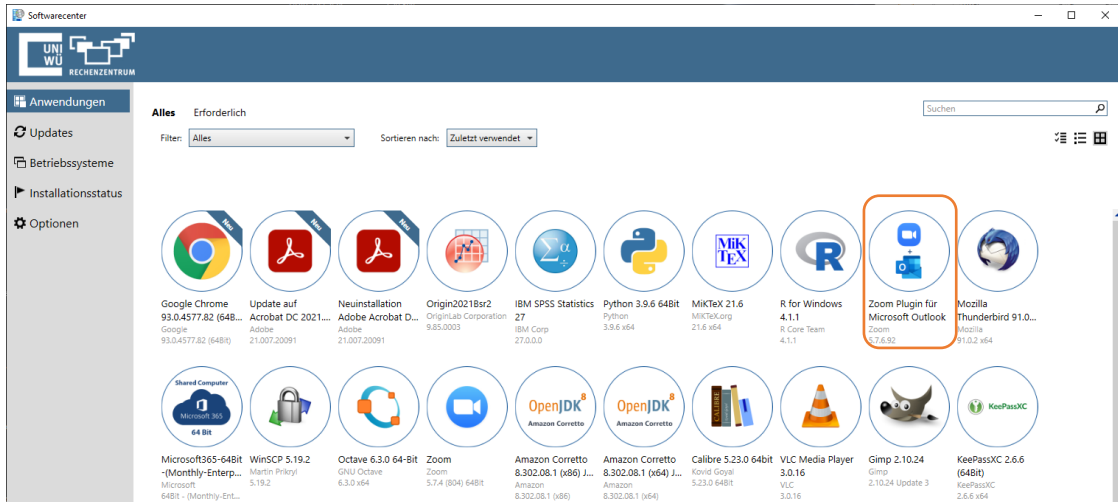 Softwarecenter
UNI
WÜ
RECHENZENTRUM
Anwendungen
Updates
Betriebssysteme
Installationsstatus
Optionen
Alles Erforderlich
Suchen
Filter: Alles Sortieren nach: Zuletzt verwendet
Neu
Neu
Neu
Σα
÷
MiK
TEX
R
Google Chrome
93.0.4577.82 (64B...
Google
93.0.4577.82 (64Bit)
Update auf
Acrobat DC 2021....
Adobe
21.007.20091
Neuinstallation
Adobe Acrobat D...
Adobe
21.007.20091
Origin2021Bsr2
OriginLab Corporation
9.85.0003
IBM SPSS Statistics
27
IBM Corp
27.0.0.0
Python 3.9.6 64Bit
Python
3.9.6 x64
MiKTeX 21.6
MiKTeX.org
21.6 x64
R for Windows
4.1.1
R Core Team
4.1.1
Zoom Plugin für
Microsoft Outlook
Zoom
5.7.6.92
Mozilla
Thunderbird 91.0...
Mozilla
91.0.2 x64
Shared Computer
Microsoft 365
64 Bit
OpenJDK 8
Amazon Corretto
OpenJDK 8
Amazon Corretto
CALIBRE
KeePassXC
Microsoft365-64Bit
-(Monthly-Enterp...
Microsoft
64Bit - (Monthly-Ent...
WinSCP 5.19.2
Martin Prikryl
5.19.2
Octave 6.3.0 64-Bit
GNU Octave
6.3.0 x64
Zoom
Zoom
5.7.4 (804) 64Bit
Amazon Corretto
8.302.08.1 (x86) J...
Amazon
8.302.08.1 (x86)
Amazon Corretto
8.302.08.1 (x64) J...
Amazon
8.302.08.1 (x64)
Calibre 5.23.0 64bit
Kovid Goyal
5.23.0 64Bit
VLC Media Player
3.0.16
VLC
3.0.16
Gimp 2.10.24
Gimp
2.10.24 Update 3
KeePassXC 2.6.6
(64Bit)
KeePassXC
2.6.6 x64